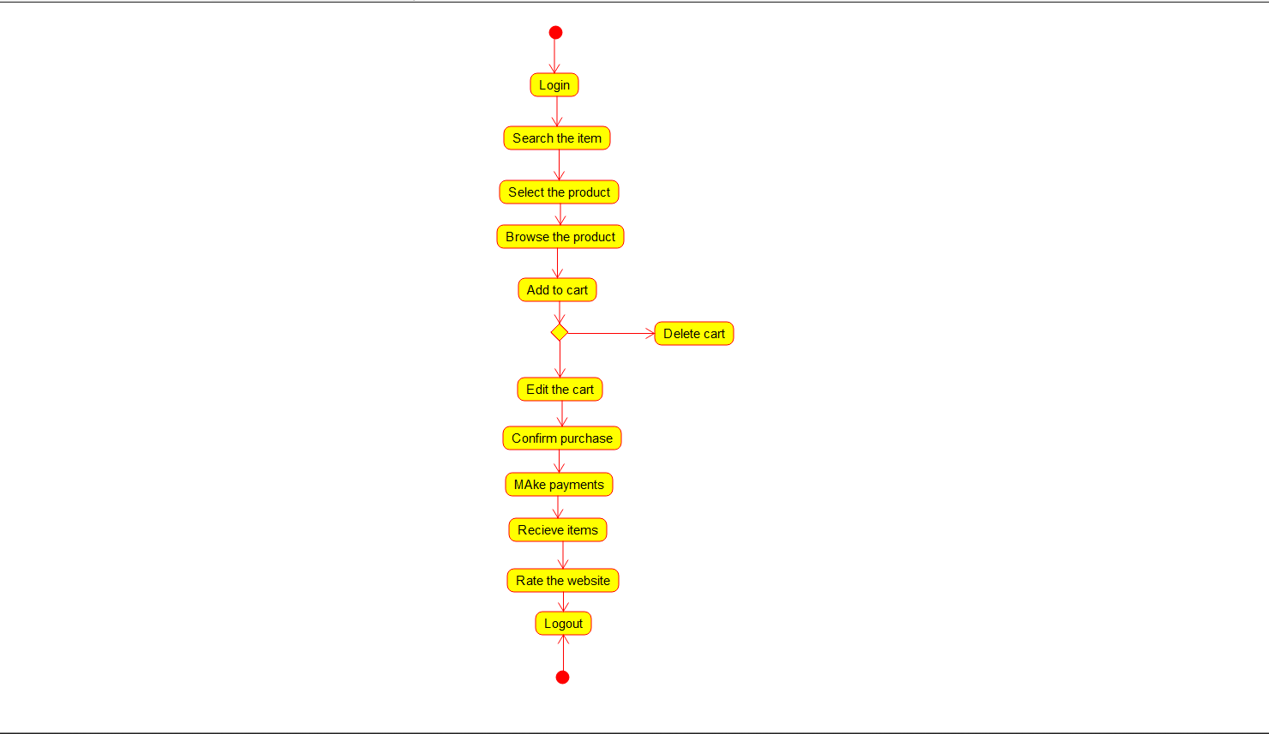 Login
Search the item
Select the product
Browse the product
Add to cart
Delete cart
Edit the cart
Confirm purchase
MAke payments
Recieve items
Rate the website
Logout